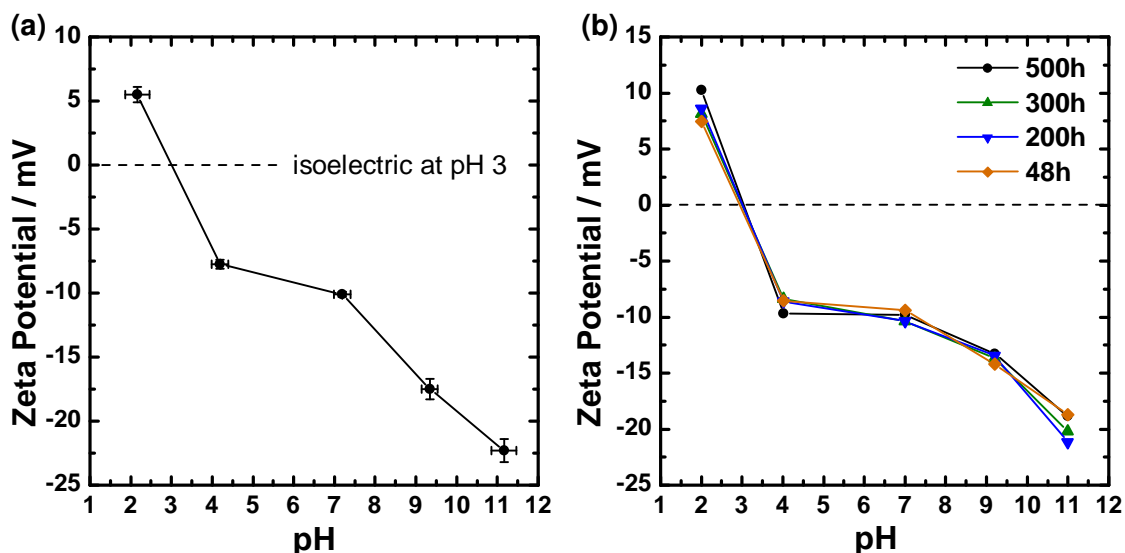 (a)
10
5
0
-5
-10
-15
-20
-25
Zeta Potential / mV
isoelectric at pH 3
1 2 3 4 5 6 7 8 9 10 11 12
pH
(b)
15
10
5
0
-5
-10
-15
-20
-25
Zeta Potential / mV
500h
300h
200h
48h
1 2 3 4 5 6 7 8 9 10 11 12
pH